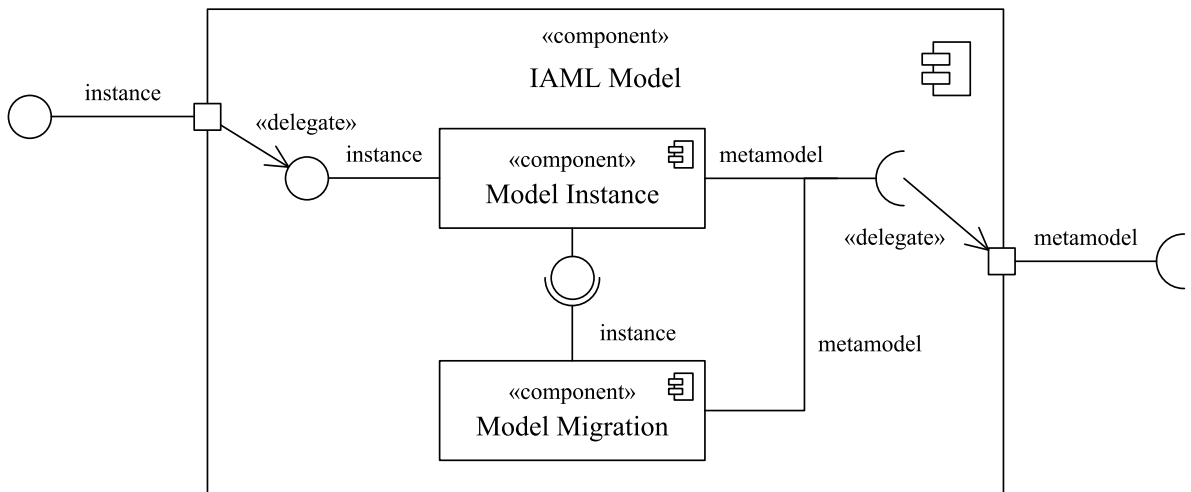 «component»
IAML Model
instance
«delegate»
instance
«component»
Model Instance
metamodel
«delegate»
metamodel
instance
metamodel
«component»
Model Migration